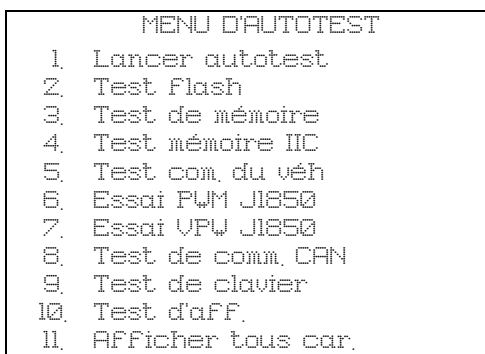 MENU D'AUTOTEST
1. Lancer autotest
2. Test flash
3. Test de mémoire
4. Test mémoire IIC
5. Test com. du véh
6. Essai PWM J1850
7. Essai VPW J1850
8. Test de comm. CAN
9. Test de clavier
10. Test d'aff.
11. Afficher tous car.